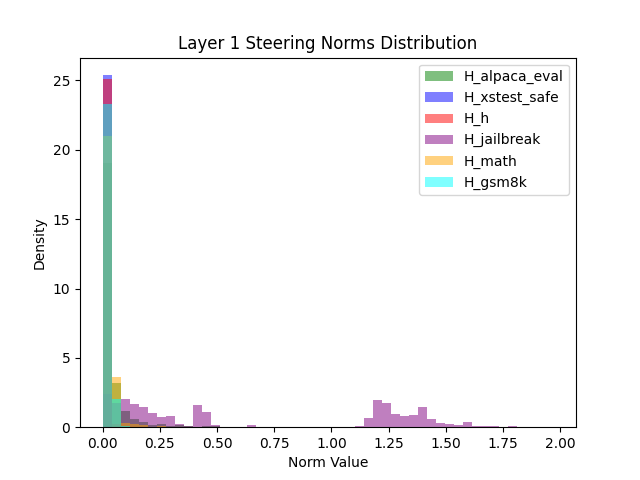 Layer 1 Steering Norms Distribution
H_alpaca_eval
H_xstest_safe
H_h
H_jailbreak
H_math
H_gsm8k
Density
25
20
15
10
5
0
0.00 0.25 0.50 0.75 1.00 1.25 1.50 1.75 2.00
Norm Value